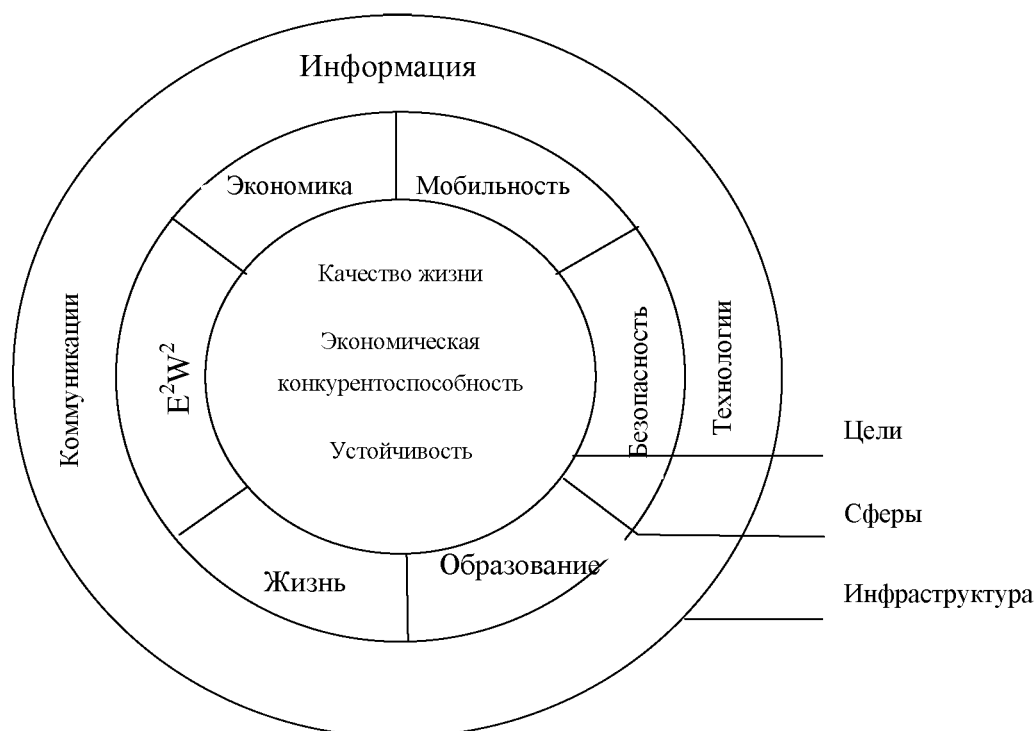 Информация
Экономика
Мобильность
Качество жизни
Экономическая
конкурентоспособность
Устойчивость
Коммуникации
E²W²
Безопасность
Технологии
Жизнь
Образование
Цели
Сферы
Инфраструктура